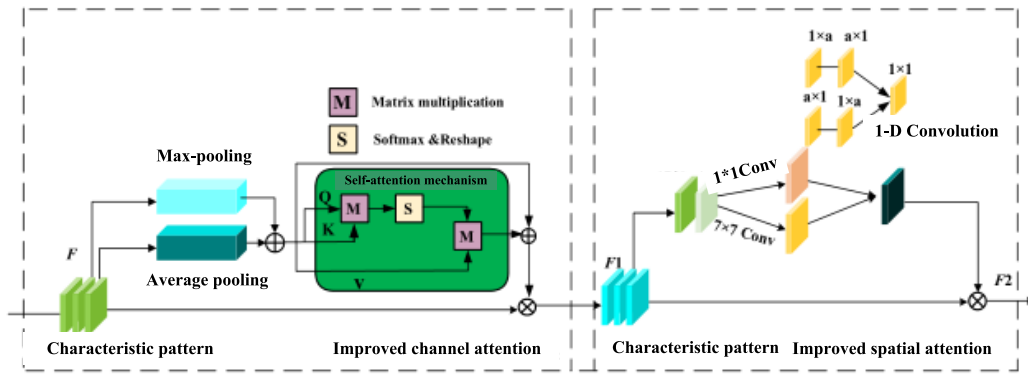 1×a a×1
1×1
a×1 1×a
1-D Convolution
M Matrix multiplication
S Softmax &Reshape
Max-pooling
Self-attention mechanism
Q
M
S
K
M
V
F
Average pooling
1*1Conv
7×7 Conv
F1
F2
Characteristic pattern
Improved channel attention
Characteristic pattern
Improved spatial attention